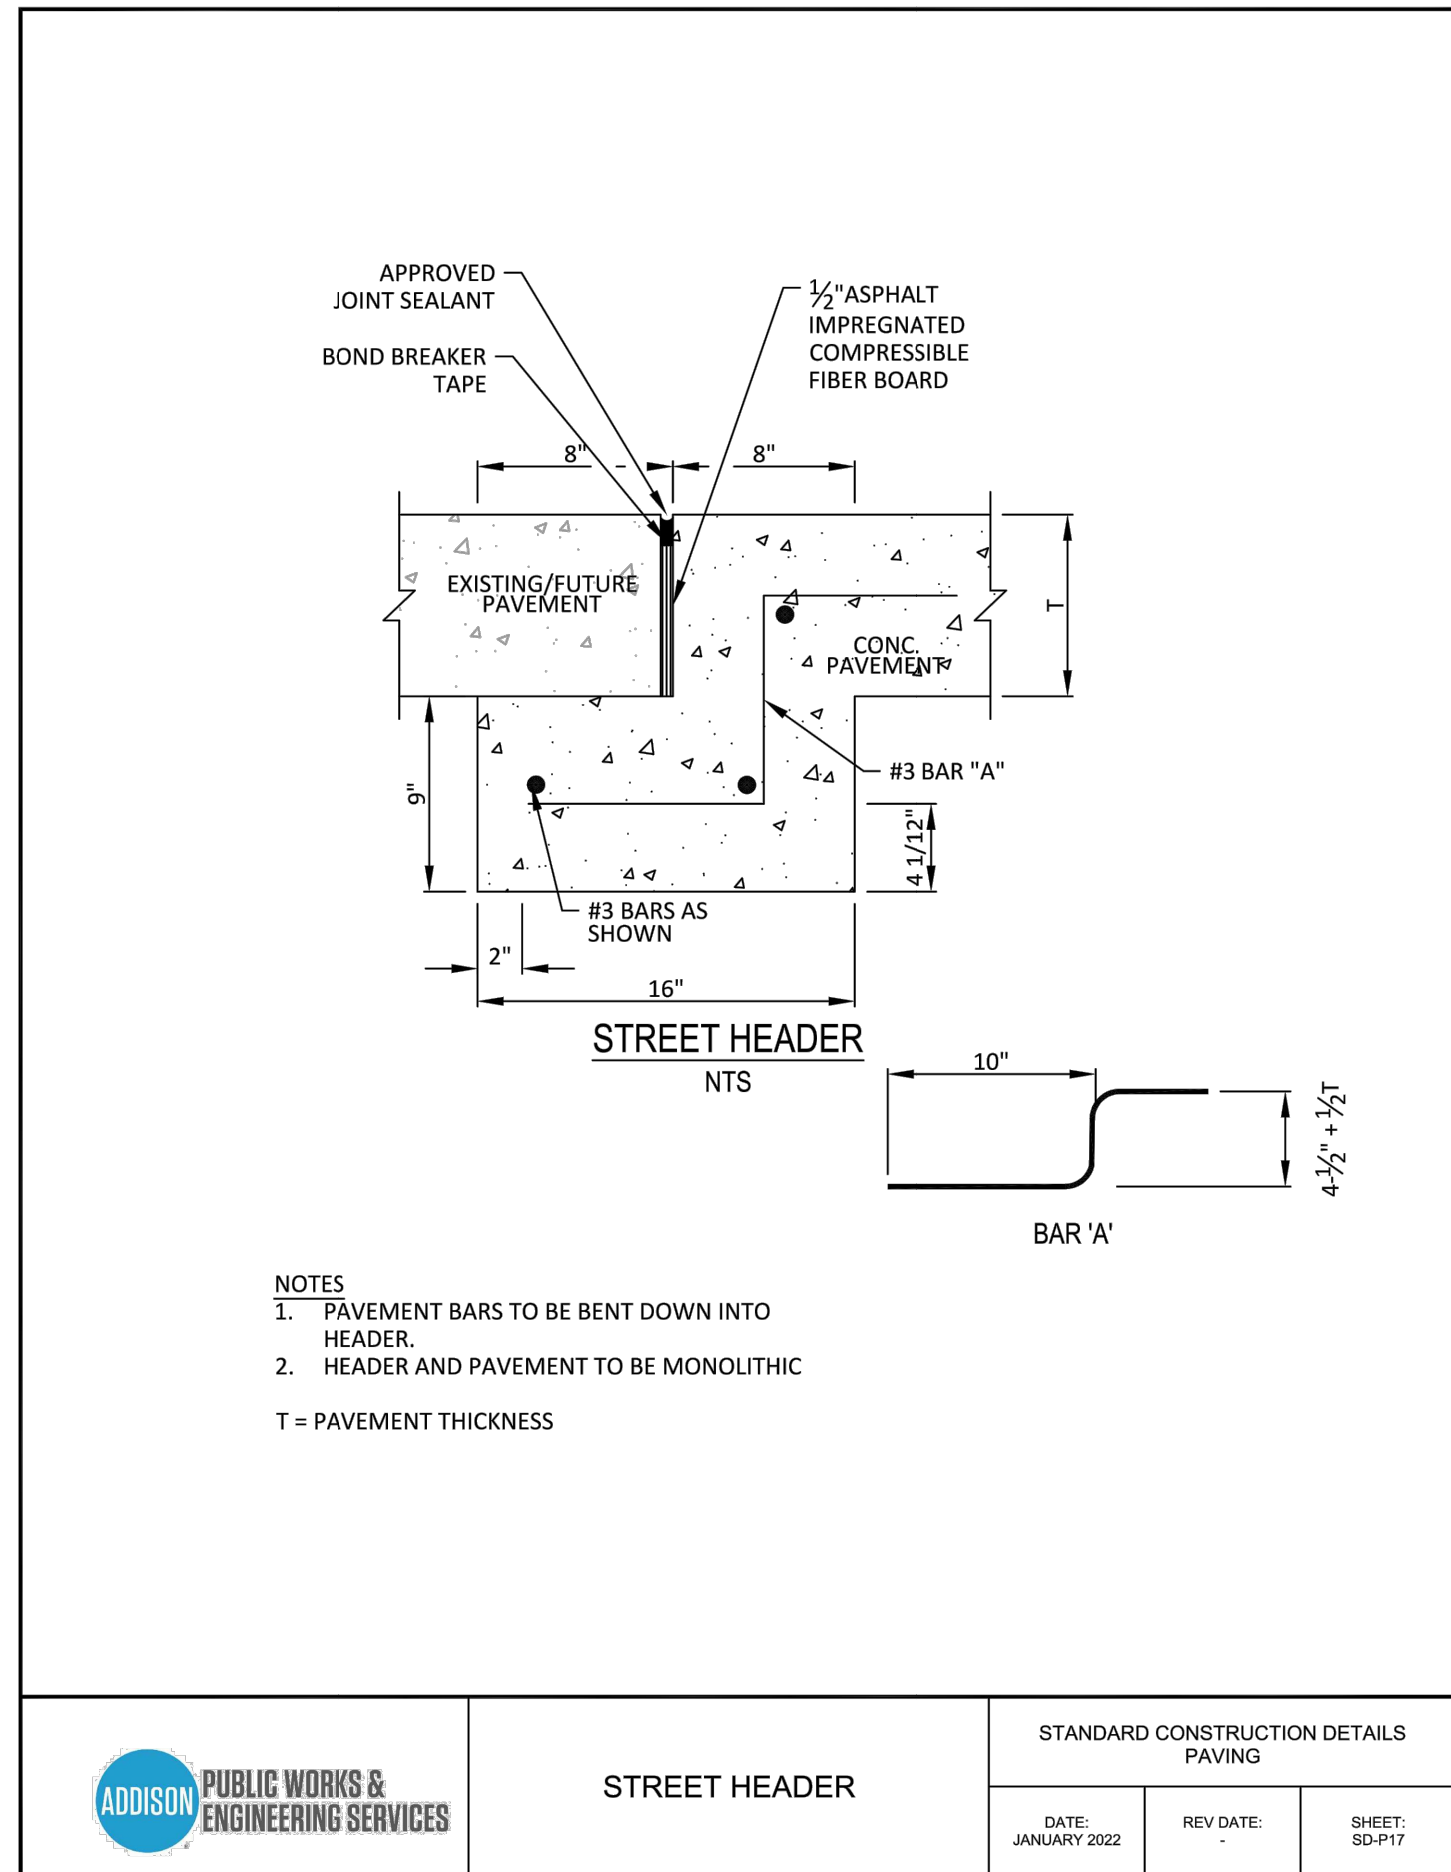 APPROVED
JOINT SEALANT
BOND BREAKER
TAPE
½"ASPHALT
IMPREGNATED
COMPRESSIBLE
FIBER BOARD
8"
8"
EXISTING/FUTURE
PAVEMENT
CONC.
PAVEMENT
T
#3 BAR "A"
9"
4 1/12"
#3 BARS AS
SHOWN
2"
16"
STREET HEADER
NTS
10"
4-½" + ½T
BAR 'A'
NOTES
1. PAVEMENT BARS TO BE BENT DOWN INTO
HEADER.
2. HEADER AND PAVEMENT TO BE MONOLITHIC
T = PAVEMENT THICKNESS
ADDISON
PUBLIC WORKS &
ENGINEERING SERVICES
STREET HEADER
STANDARD CONSTRUCTION DETAILS
PAVING
DATE:
JANUARY 2022
REV DATE:
-
SHEET:
SD-P17